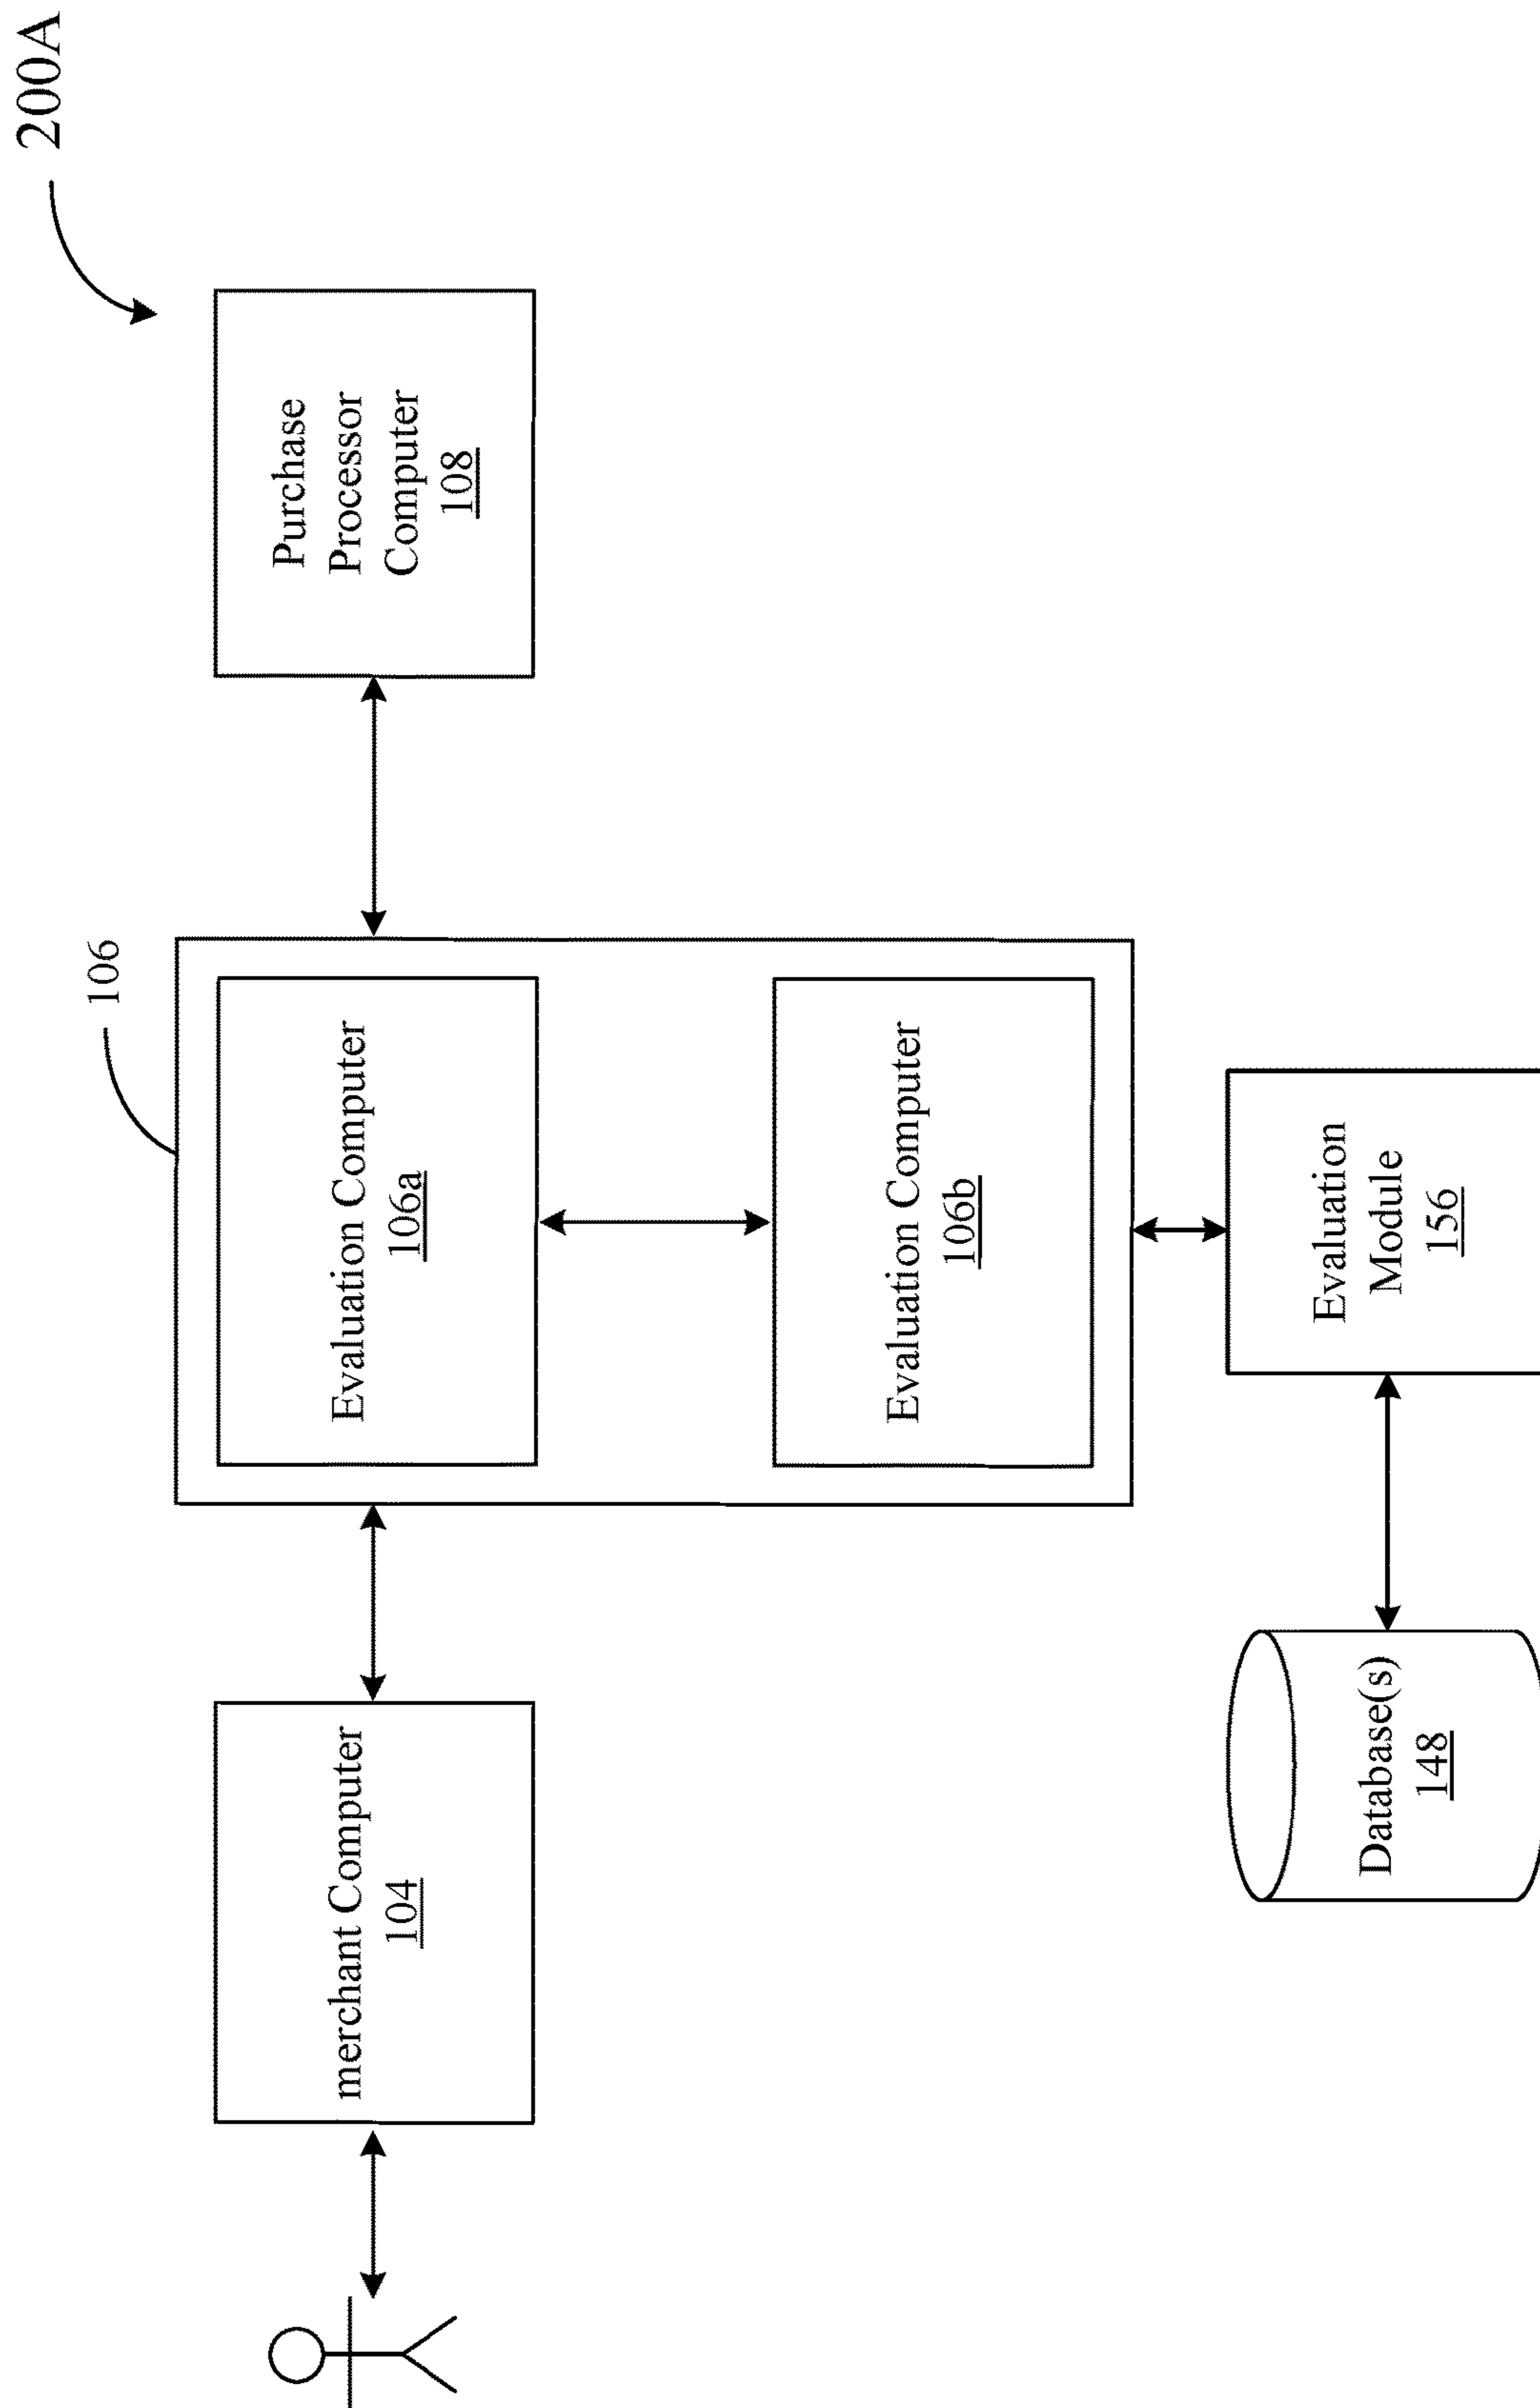 200A
106
merchant Computer
104
Evaluation Computer
106a
Purchase
Processor
Computer
108
Evaluation Computer
106b
Database(s)
148
Evaluation
Module
156